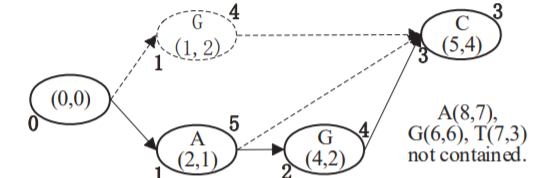 G
4
(1, 2)
1
C
3
(5,4)
3
(0,0)
0
A
5
(2,1)
1
G
4
(4,2)
2
A(8,7),
G(6,6), T(7,3)
not contained.